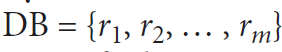 DB = {r₁, r₂, … , rₘ}